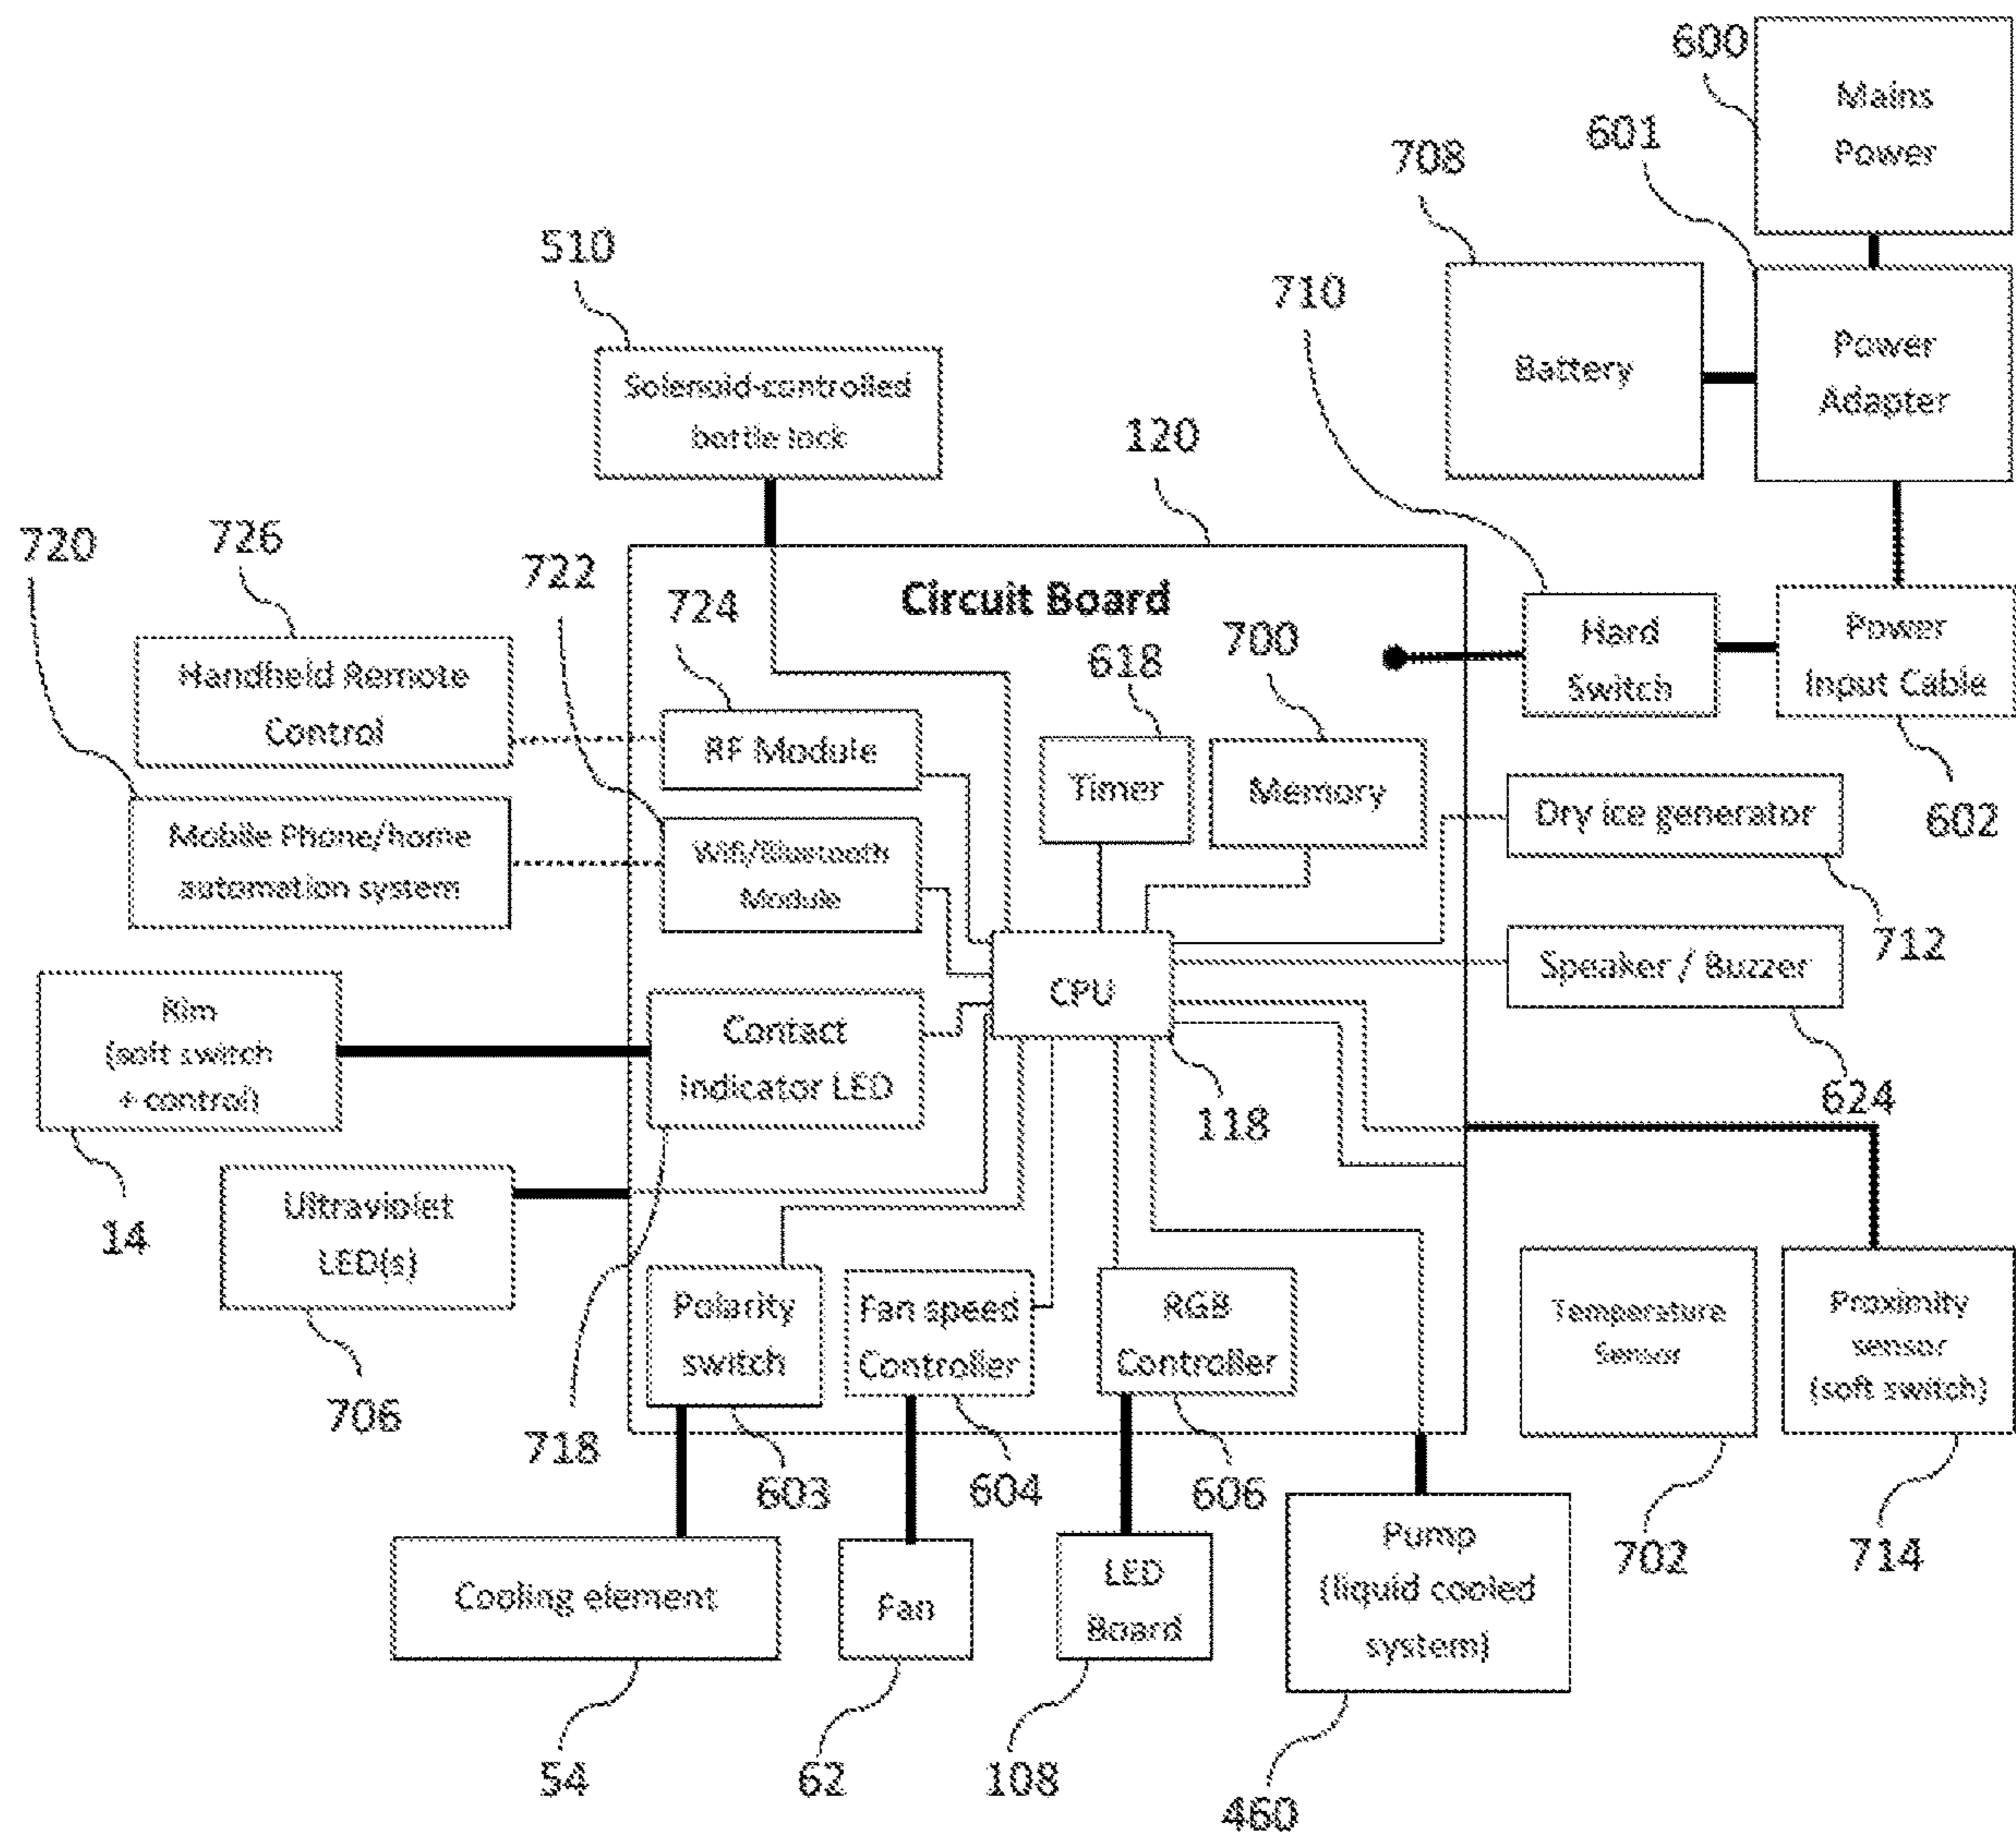 600
Mains
Power
601
708
510
710
Battery
Power
Adapter
Solenoid-controlled
bottle lock
120
726
720
722
Circuit Board
724
700
618
Hard
Switch
Power
Input Cable
Handheld Remote
Control
RF Module
Timer
Memory
Dry ice generator
602
Mobile Phone/home
automation system
Wifi/Bluetooth
Module
712
CPU
Speaker / Buzzer
Rim
(soft switch
+ control)
Contact
indicator LED
624
118
14
Ultraviolet
LED(s)
Polarity
switch
Fan speed
Controller
RGB
Controller
Temperature
Sensor
Proximity
sensor
(soft switch)
706
718
603
604
606
702
714
Cooling element
Fan
LED
Board
Pump
(liquid cooled
system)
54
62
108
460